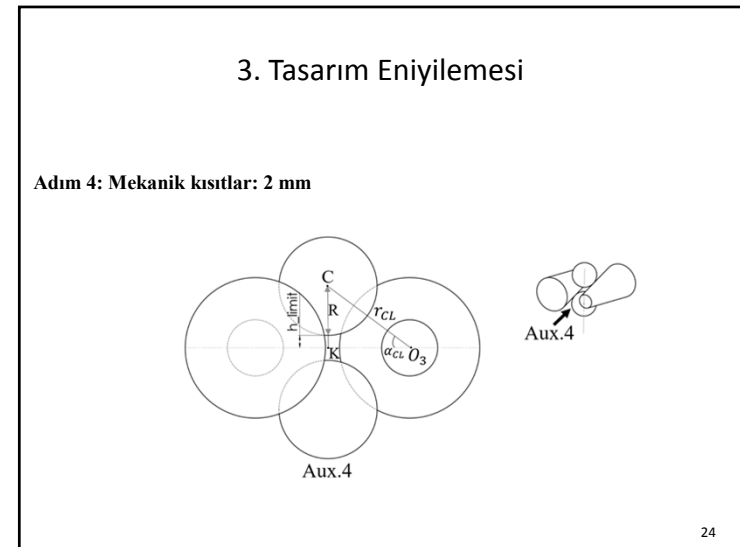 3. Tasarım Eniyilemesi
Adım 4: Mekanik kısıtlar: 2 mm
C
h_limit
R
r_CL
K
α_CL
O_3
Aux.4
Aux.4
24